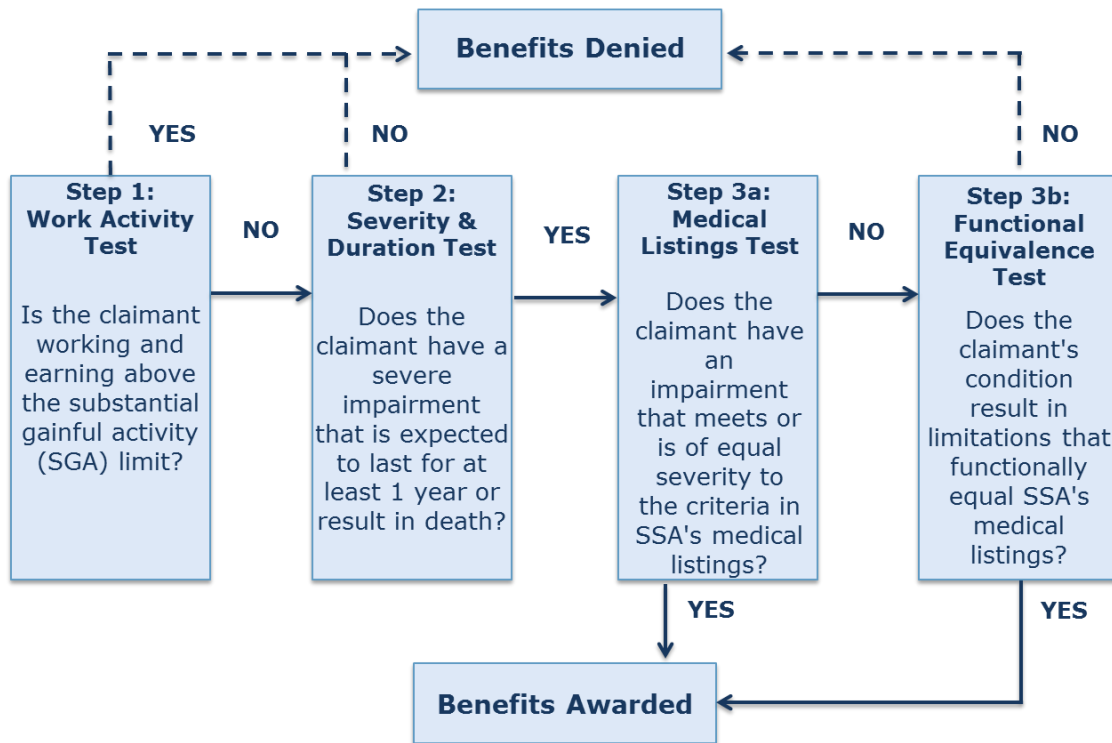 Benefits Denied
YES
NO
NO
Step 1:
Work Activity
Test
Is the claimant
working and
earning above
the substantial
gainful activity
(SGA) limit?
NO
Step 2:
Severity &
Duration Test
Does the
claimant have a
severe
impairment
that is expected
to last for at
least 1 year or
result in death?
YES
Step 3a:
Medical
Listings Test
Does the
claimant have
an
impairment
that meets or
is of equal
severity to
the criteria in
SSA's medical
listings?
NO
Step 3b:
Functional
Equivalence
Test
Does the
claimant's
condition
result in
limitations that
functionally
equal SSA's
medical
listings?
YES
YES
Benefits Awarded